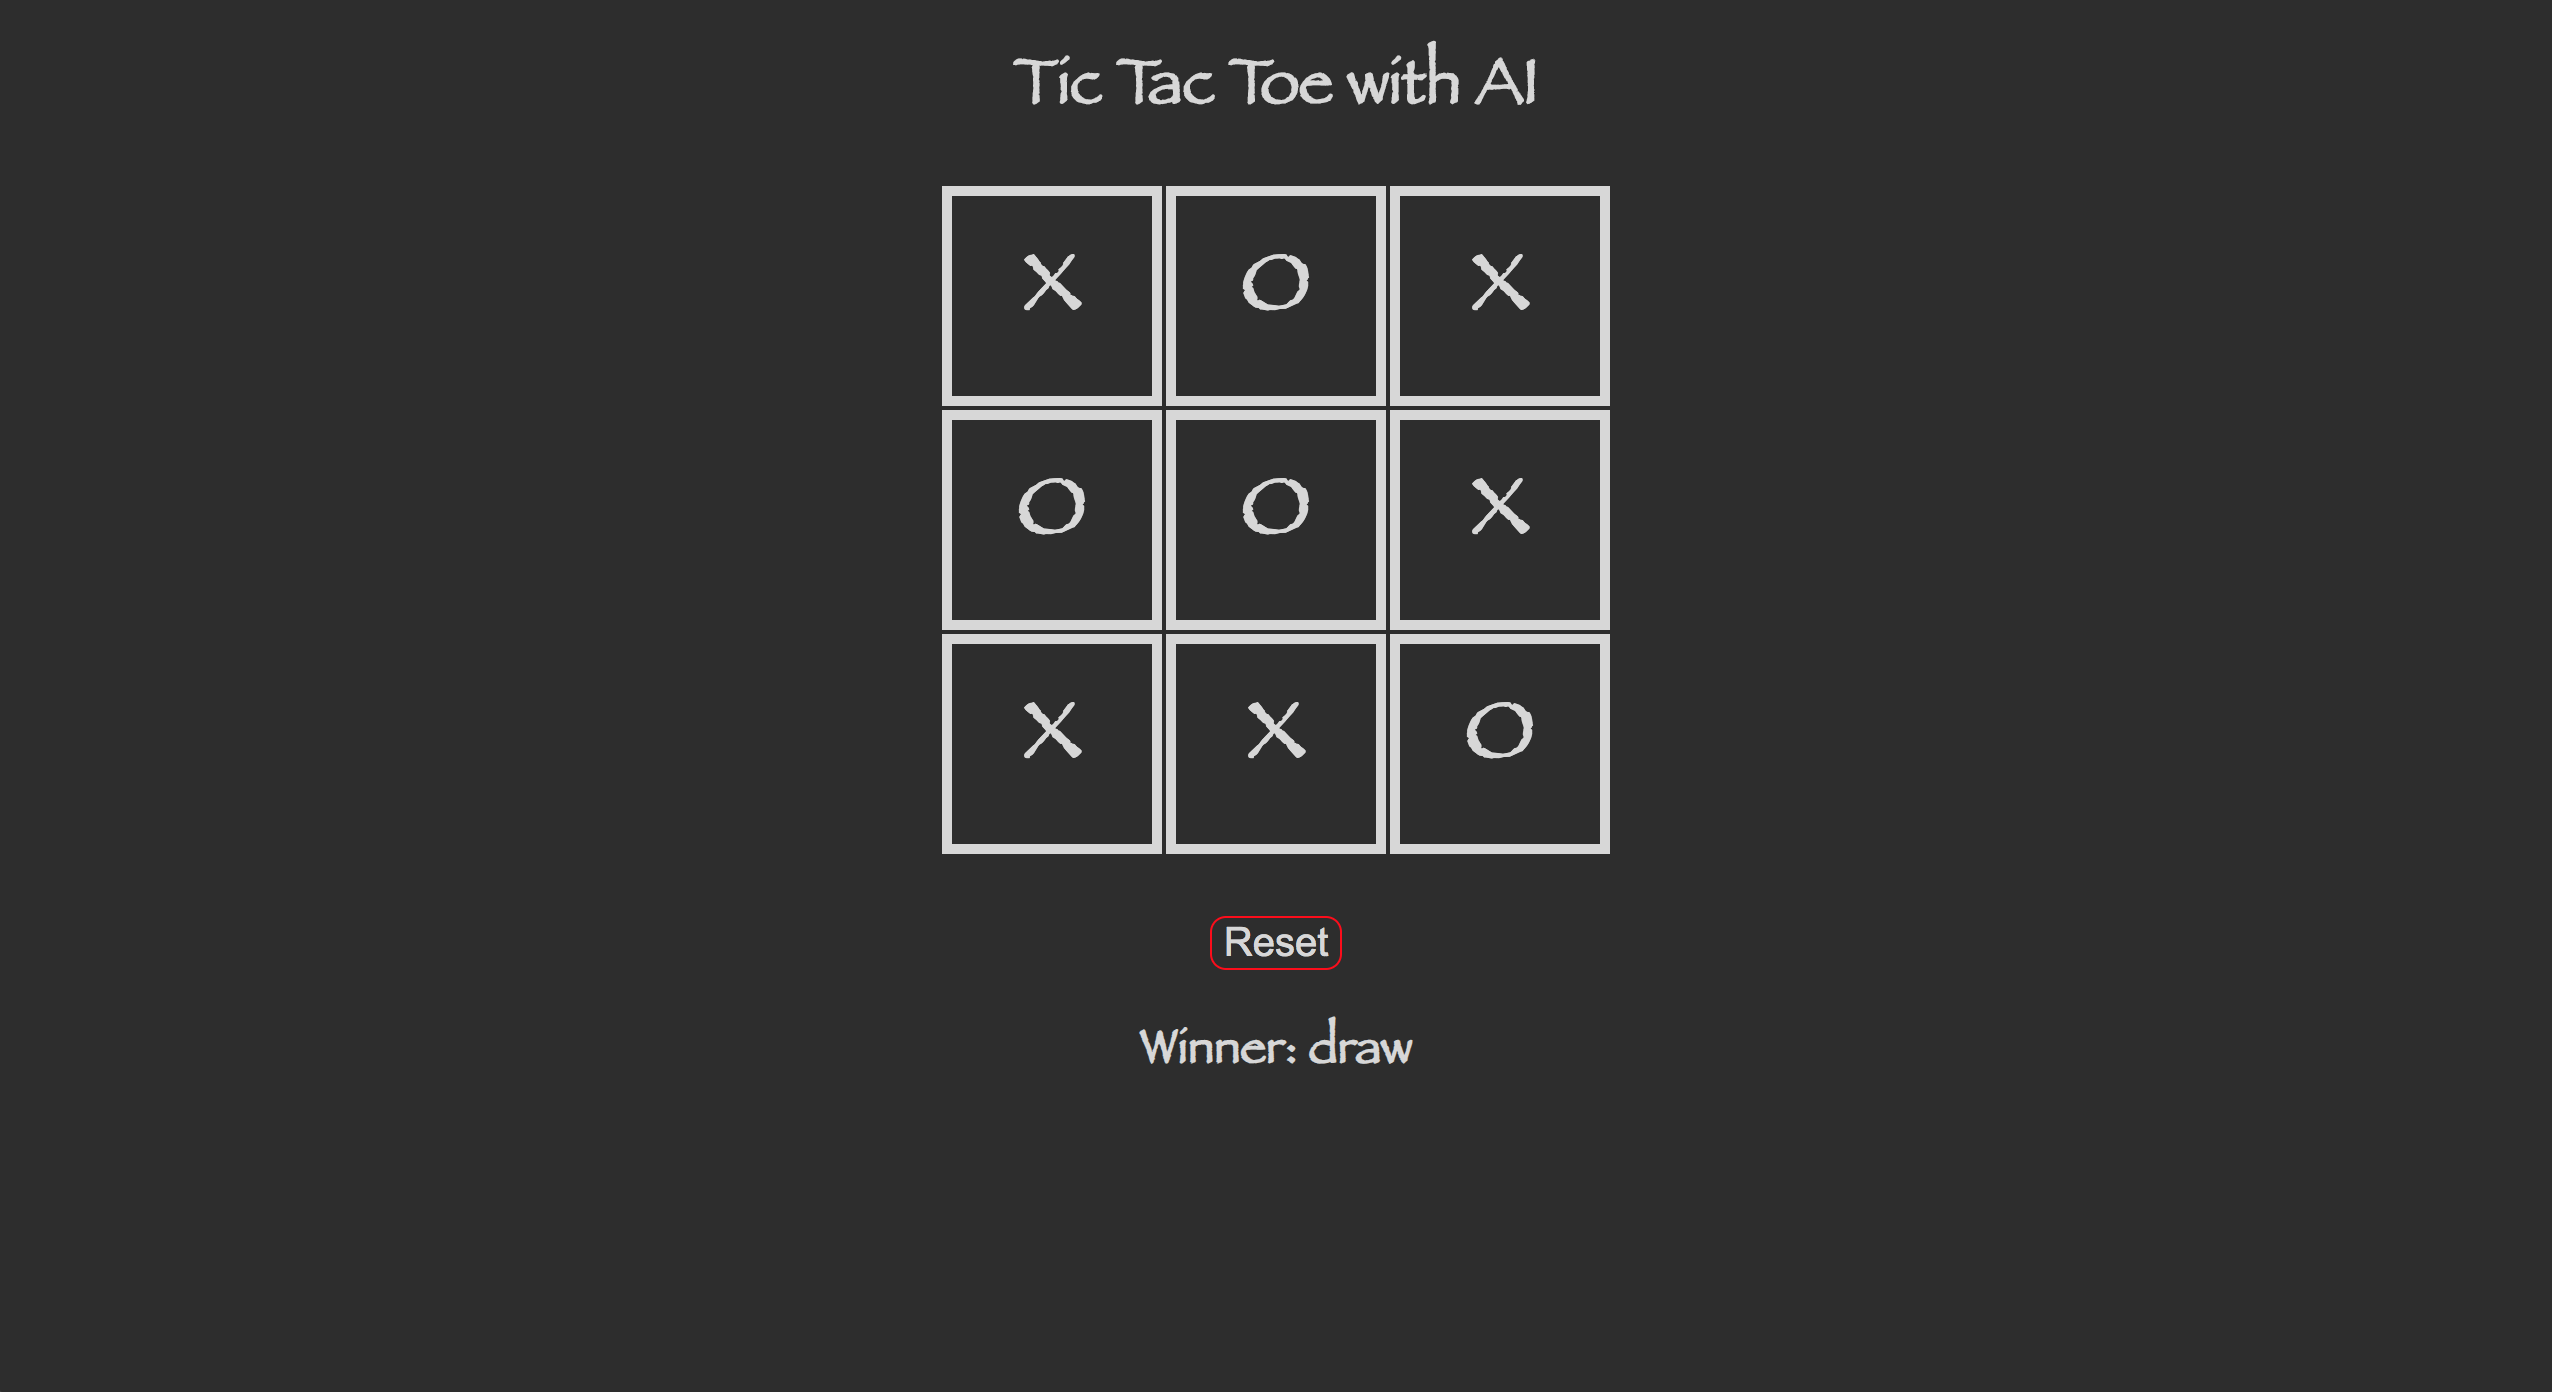 Tic Tac Toe with AI
X O X
O O X
X X O
Reset
Winner: draw